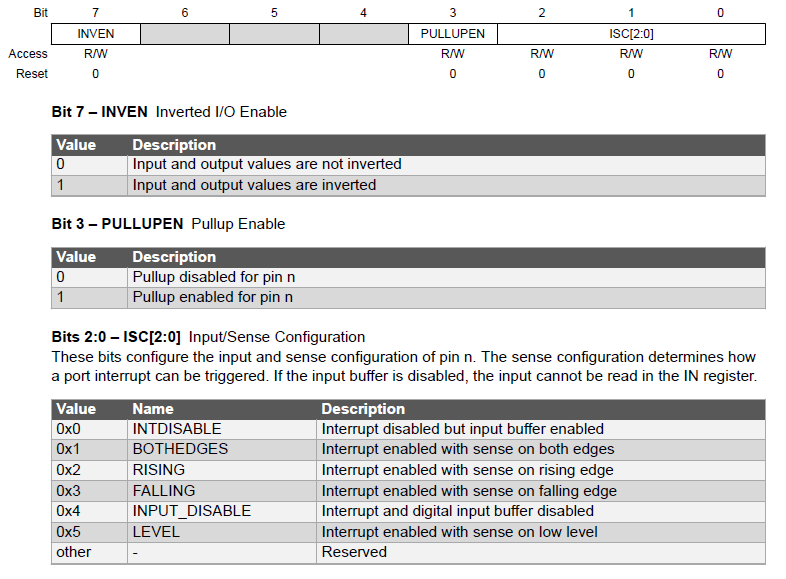 Bit 7 6 5 4 3 2 1 0
INVEN PULLUPEN ISC[2:0]
Access R/W R/W R/W R/W R/W
Reset 0 0 0 0 0
Bit 7 – INVEN Inverted I/O Enable
Value Description
0 Input and output values are not inverted
1 Input and output values are inverted
Bit 3 – PULLUPEN Pullup Enable
Value Description
0 Pullup disabled for pin n
1 Pullup enabled for pin n
Bits 2:0 – ISC[2:0] Input/Sense Configuration
These bits configure the input and sense configuration of pin n. The sense configuration determines how
a port interrupt can be triggered. If the input buffer is disabled, the input cannot be read in the IN register.
Value Name Description
0x0 INTDISABLE Interrupt disabled but input buffer enabled
0x1 BOTHEDGES Interrupt enabled with sense on both edges
0x2 RISING Interrupt enabled with sense on rising edge
0x3 FALLING Interrupt enabled with sense on falling edge
0x4 INPUT_DISABLE Interrupt and digital input buffer disabled
0x5 LEVEL Interrupt enabled with sense on low level
other - Reserved